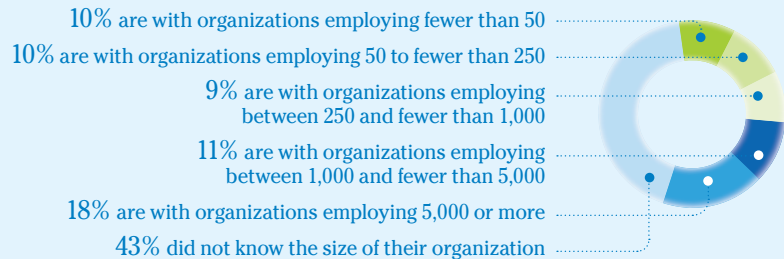 10% are with organizations employing fewer than 50
10% are with organizations employing 50 to fewer than 250
9% are with organizations employing
between 250 and fewer than 1,000
11% are with organizations employing
between 1,000 and fewer than 5,000
18% are with organizations employing 5,000 or more
43% did not know the size of their organization